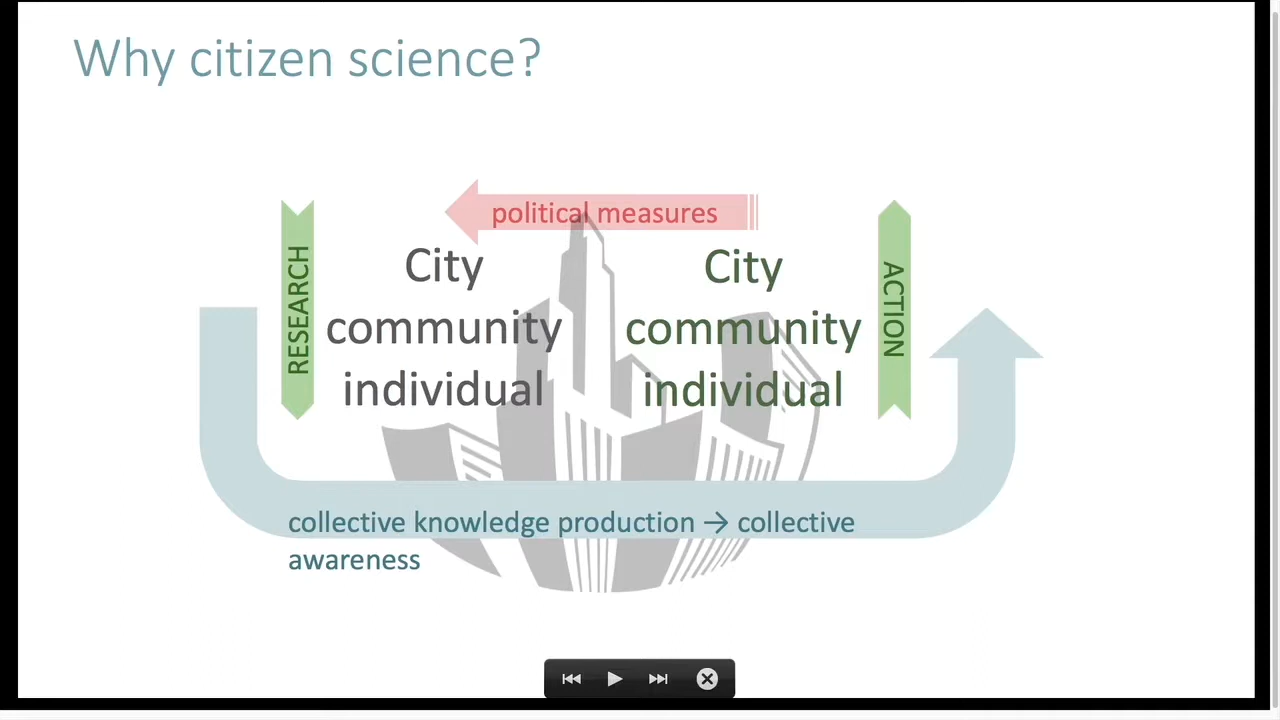 Why citizen science?
political measures
RESEARCH
City
community
individual
City
community
individual
ACTION
collective knowledge production → collective
awareness